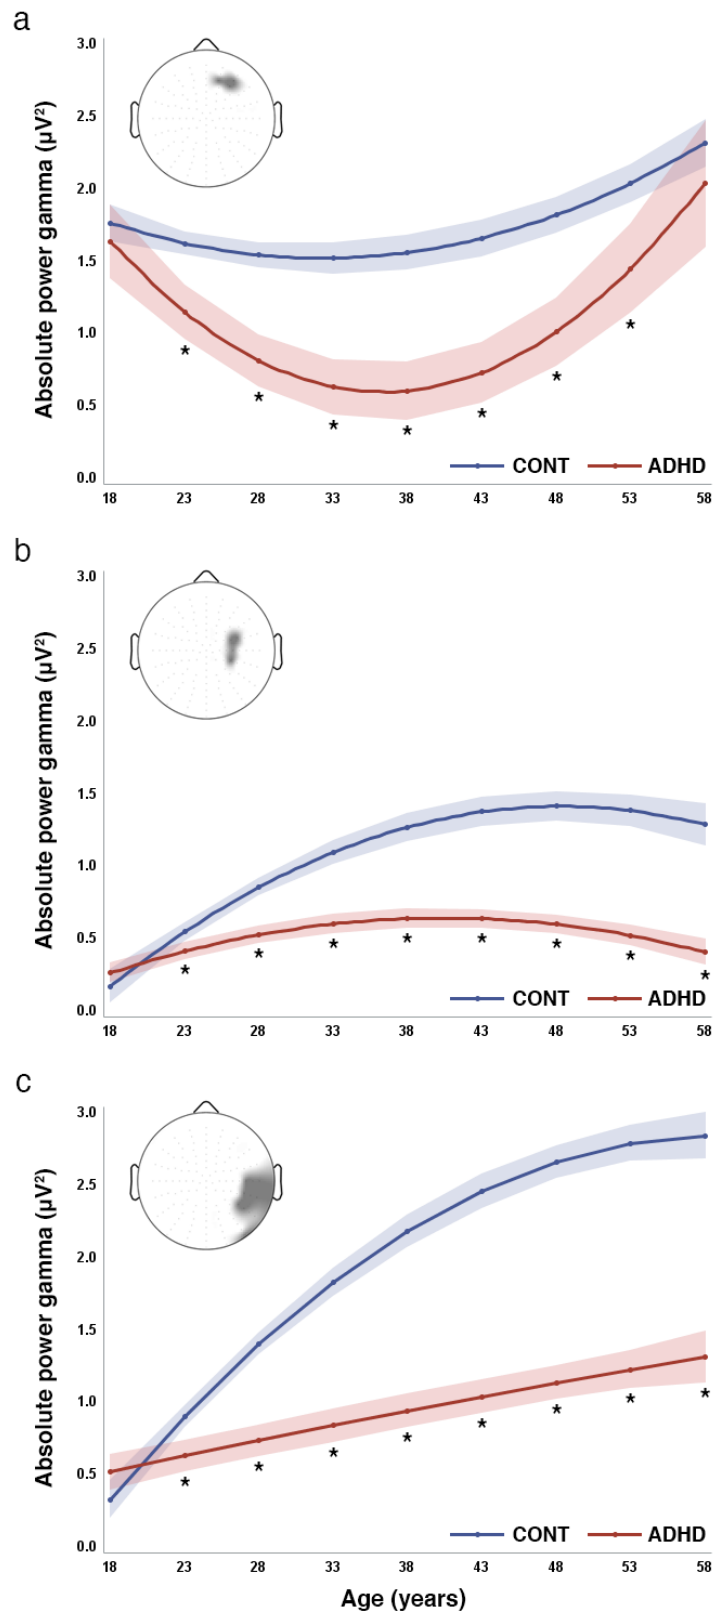 a
Absolute power gamma (µV²)
3.0
2.5
2.0
1.5
1.0
0.5
0.0
* * * * * * *
CONT ADHD
18 23 28 33 38 43 48 53 58
b
Absolute power gamma (µV²)
3.0
2.5
2.0
1.5
1.0
0.5
0.0
* * * * * * * *
CONT ADHD
18 23 28 33 38 43 48 53 58
c
Absolute power gamma (µV²)
3.0
2.5
2.0
1.5
1.0
0.5
0.0
* * * * * * * *
CONT ADHD
18 23 28 33 38 43 48 53 58
Age (years)